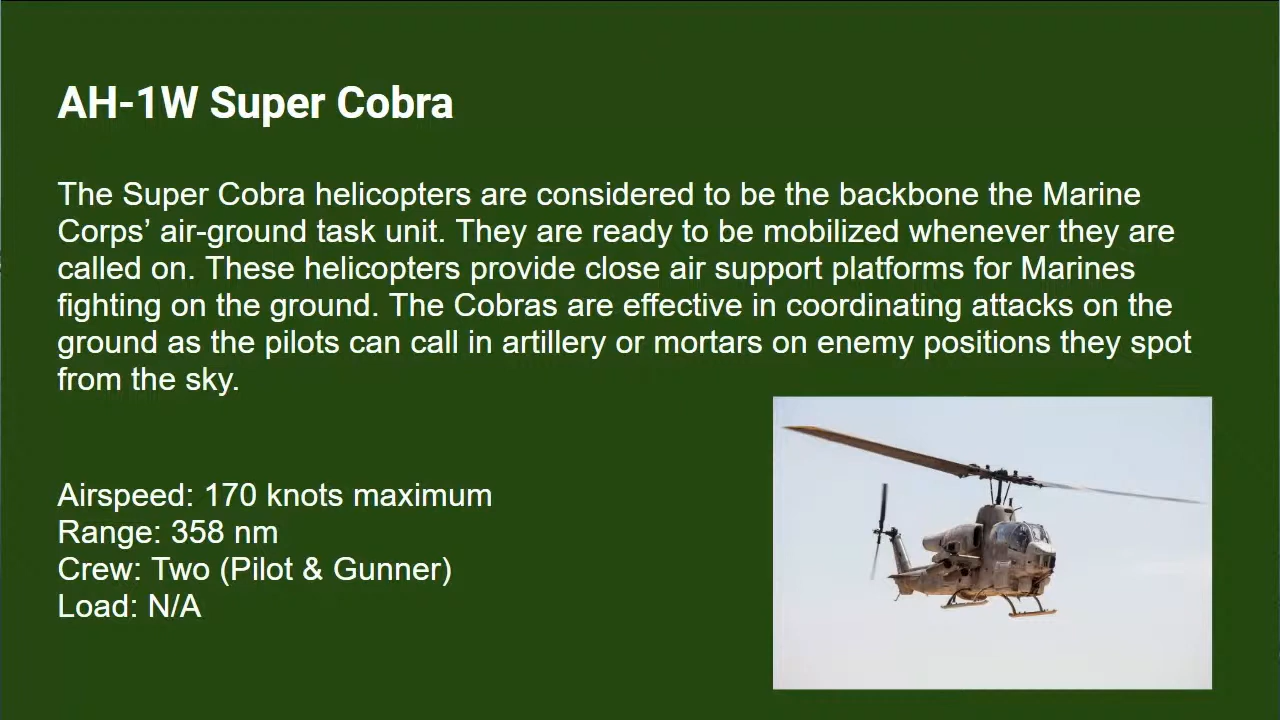 AH-1W Super Cobra
The Super Cobra helicopters are considered to be the backbone the Marine
Corps’ air-ground task unit. They are ready to be mobilized whenever they are
called on. These helicopters provide close air support platforms for Marines
fighting on the ground. The Cobras are effective in coordinating attacks on the
ground as the pilots can call in artillery or mortars on enemy positions they spot
from the sky.
Airspeed: 170 knots maximum
Range: 358 nm
Crew: Two (Pilot & Gunner)
Load: N/A